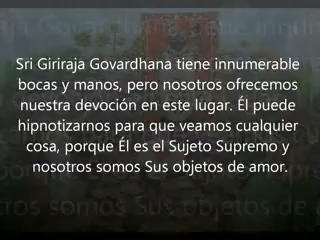 Sri Giriraja Govardhana tiene innumerable
bocas y manos, pero nosotros ofrecemos
nuestra devoción en este lugar. Él puede
hipnotizarnos para que veamos cualquier
cosa, porque Él es el Sujeto Supremo y
nosotros somos Sus objetos de amor.